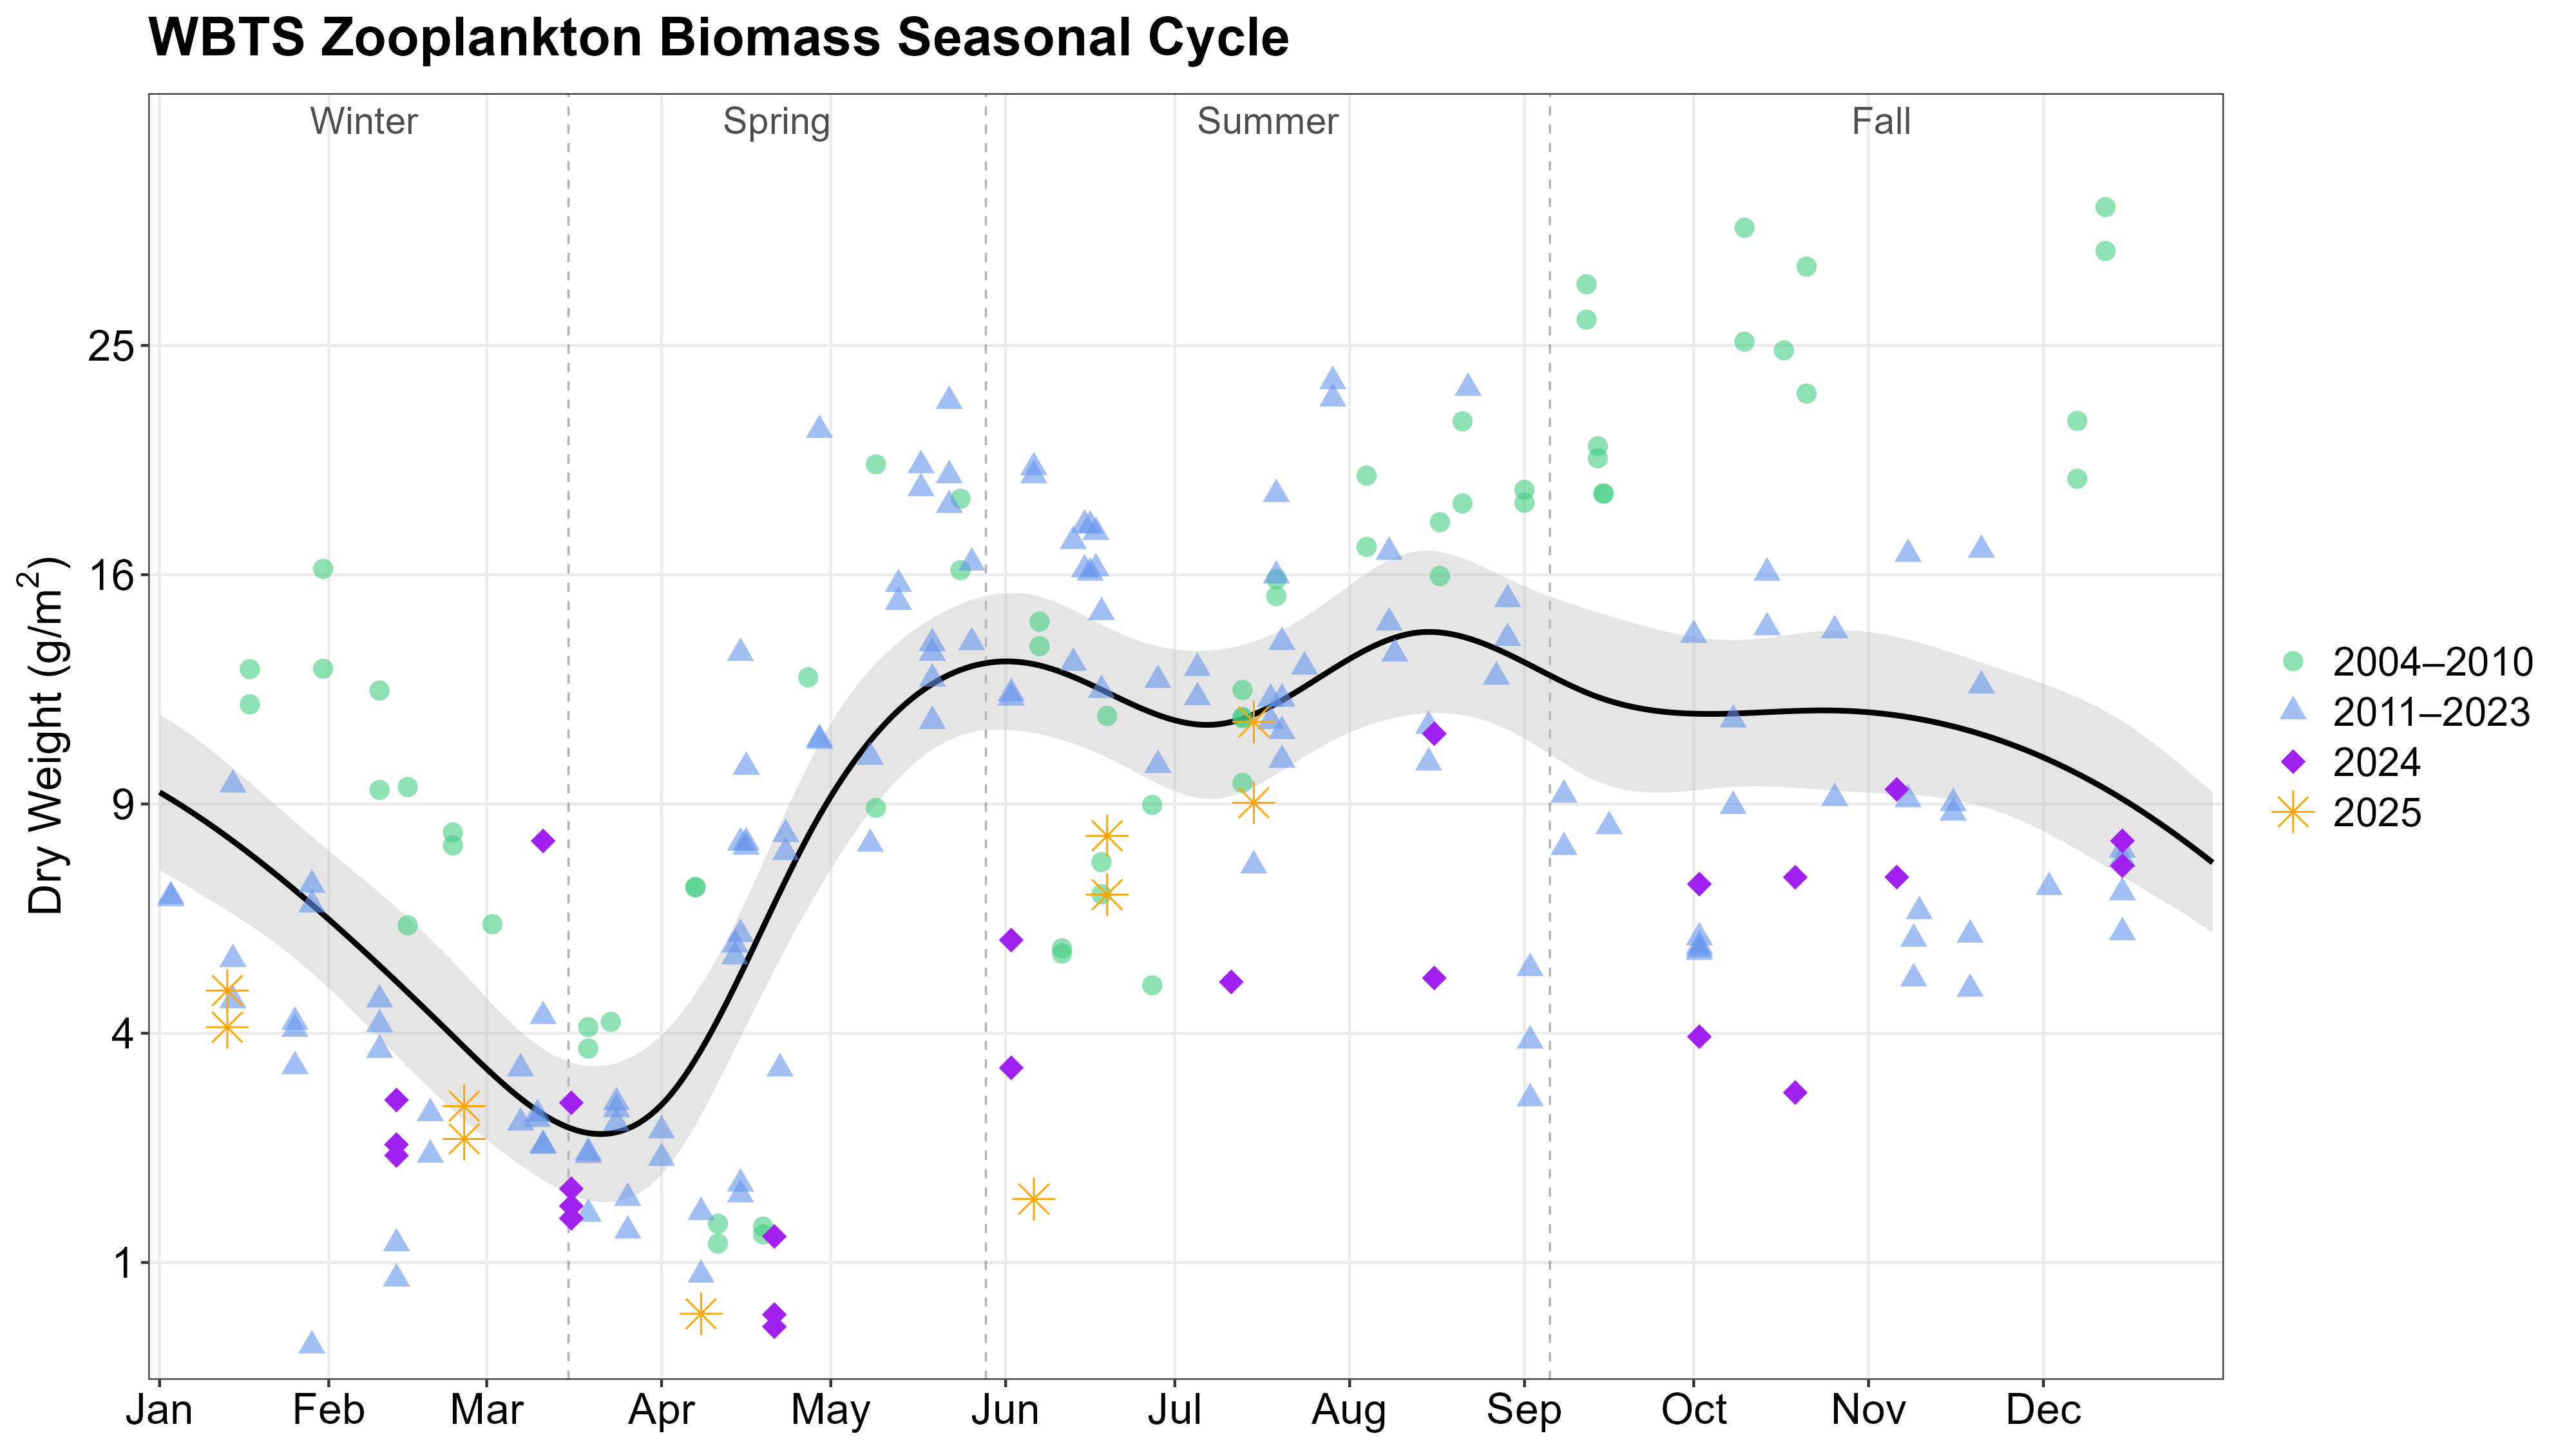 WBTS Zooplankton Biomass Seasonal Cycle
Winter Spring Summer Fall
25
16
9
4
1
Dry Weight (g/m²)
Jan Feb Mar Apr May Jun Jul Aug Sep Oct Nov Dec
2004–2010
2011–2023
2024
2025